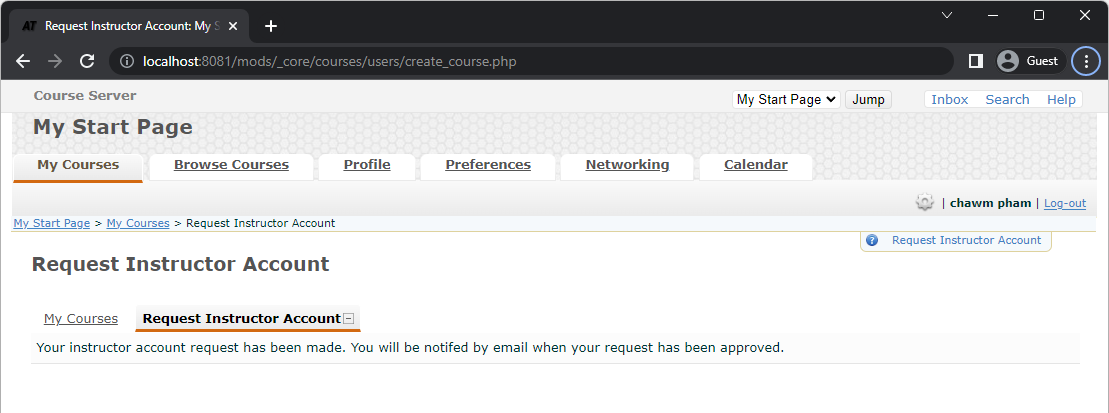 AT Request Instructor Account: My S
localhost:8081/mods/_core/courses/users/create_course.php
Guest
Course Server
My Start Page Jump Inbox Search Help
My Start Page
My Courses Browse Courses Profile Preferences Networking Calendar
| chawm pham | Log-out
My Start Page > My Courses > Request Instructor Account
? Request Instructor Account
Request Instructor Account
My Courses Request Instructor Account
Your instructor account request has been made. You will be notifed by email when your request has been approved.